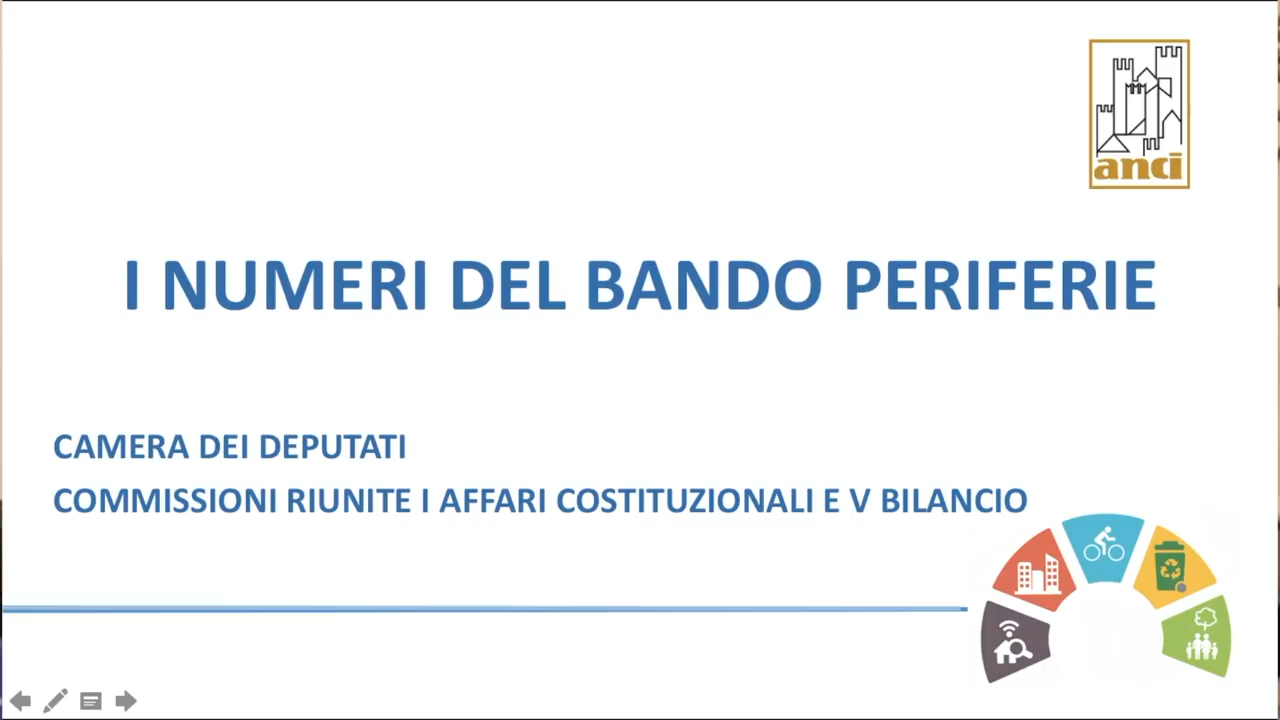 anci
I NUMERI DEL BANDO PERIFERIE
CAMERA DEI DEPUTATI
COMMISSIONI RIUNITE I AFFARI COSTITUZIONALI E V BILANCIO